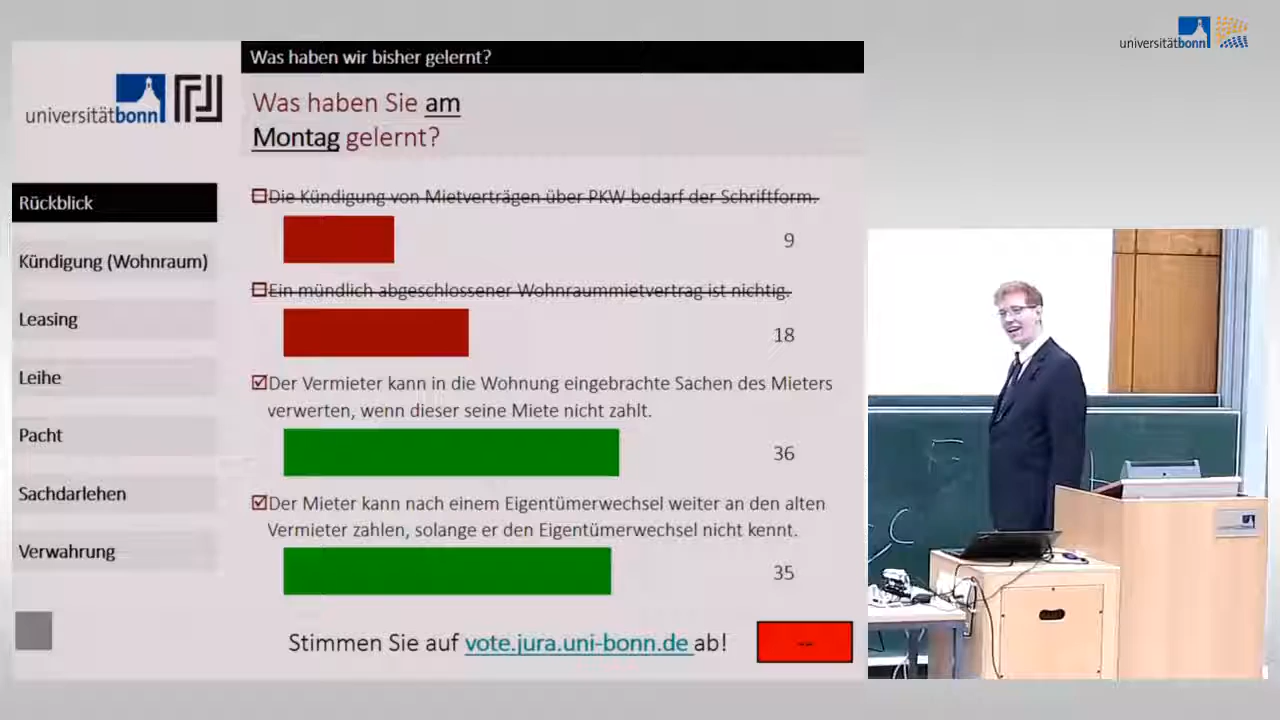 universitätbonn
Was haben wir bisher gelernt?
universitätbonn
Was haben Sie am
Montag gelernt?
Rückblick
Kündigung (Wohnraum)
Leasing
Leihe
Pacht
Sachdarlehen
Verwahrung
Die Kündigung von Mietverträgen über PKW bedarf der Schriftform.
9
Ein mündlich abgeschlossener Wohnraummietvertrag ist nichtig.
18
Der Vermieter kann in die Wohnung eingebrachte Sachen des Mieters
verwerten, wenn dieser seine Miete nicht zahlt.
36
Der Mieter kann nach einem Eigentümerwechsel weiter an den alten
Vermieter zahlen, solange er den Eigentümerwechsel nicht kennt.
35
Stimmen Sie auf vote.jura.uni-bonn.de ab!